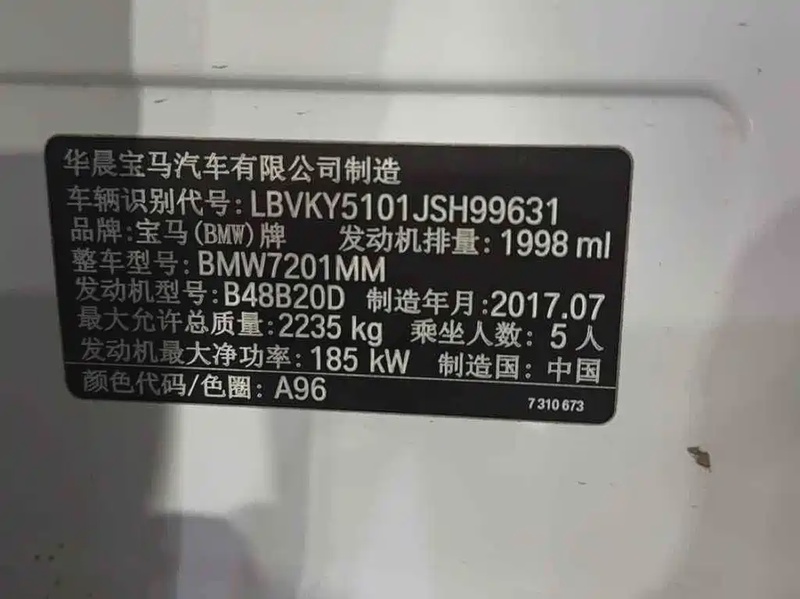 华晨宝马汽车有限公司制造
车辆识别代号: LBVKY5101JSH99631
品牌: 宝马(BMW)牌 发动机排量: 1998 ml
整车型号: BMW7201MM
发动机型号: B48B20D 制造年月: 2017.07
最大允许总质量: 2235 kg 乘坐人数: 5 人
发动机最大净功率: 185 kW 制造国: 中国
颜色代码/色圈: A96 7 310 673